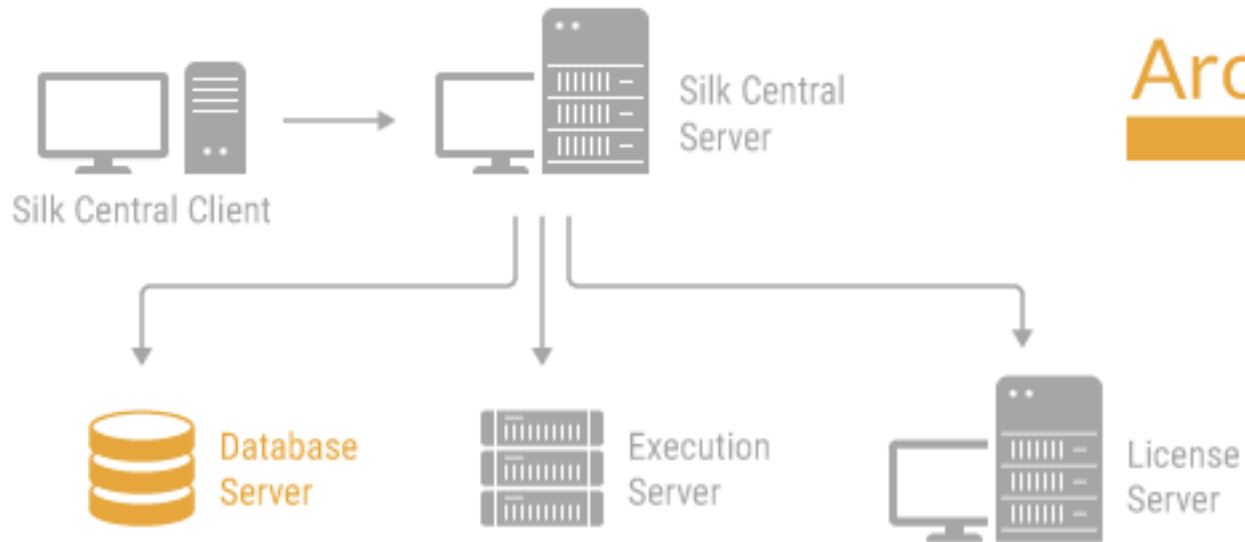 Silk Central
Server
Silk Central Client
Database
Server
Execution
Server
License
Server